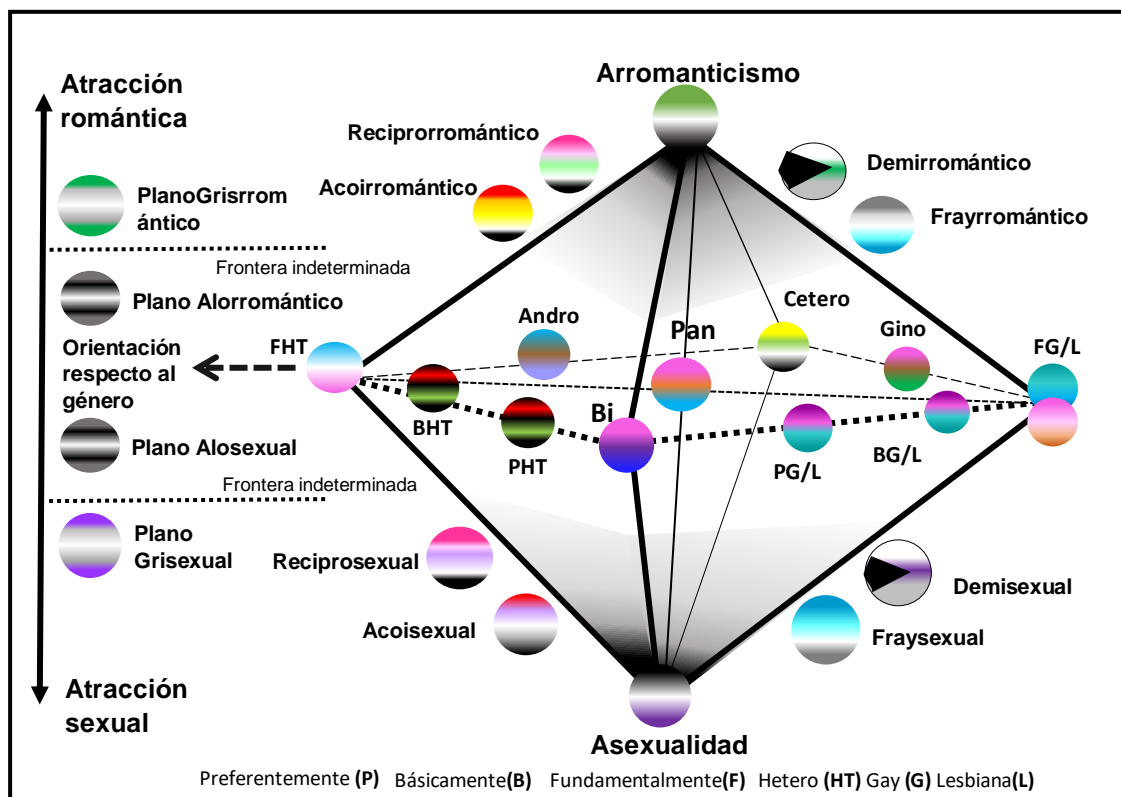 Atracción
romántica
Arromanticismo
Reciprorromántico
Acoirromántico
Demirromántico
Frayrromántico
PlanoGrisrrom
ántico
Frontera indeterminada
Plano Alorromántico
Orientación
respecto al
género
FHT
Andro
Pan
Cetero
Gino
FG/L
BHT
PHT
Bi
PG/L
BG/L
Plano Alosexual
Frontera indeterminada
Plano
Grisexual
Reciprosexual
Acoisexual
Demisexual
Fraysexual
Atracción
sexual
Asexualidad
Preferentemente (P) Básicamente(B) Fundamentalmente(F) Hetero (HT) Gay (G) Lesbiana(L)